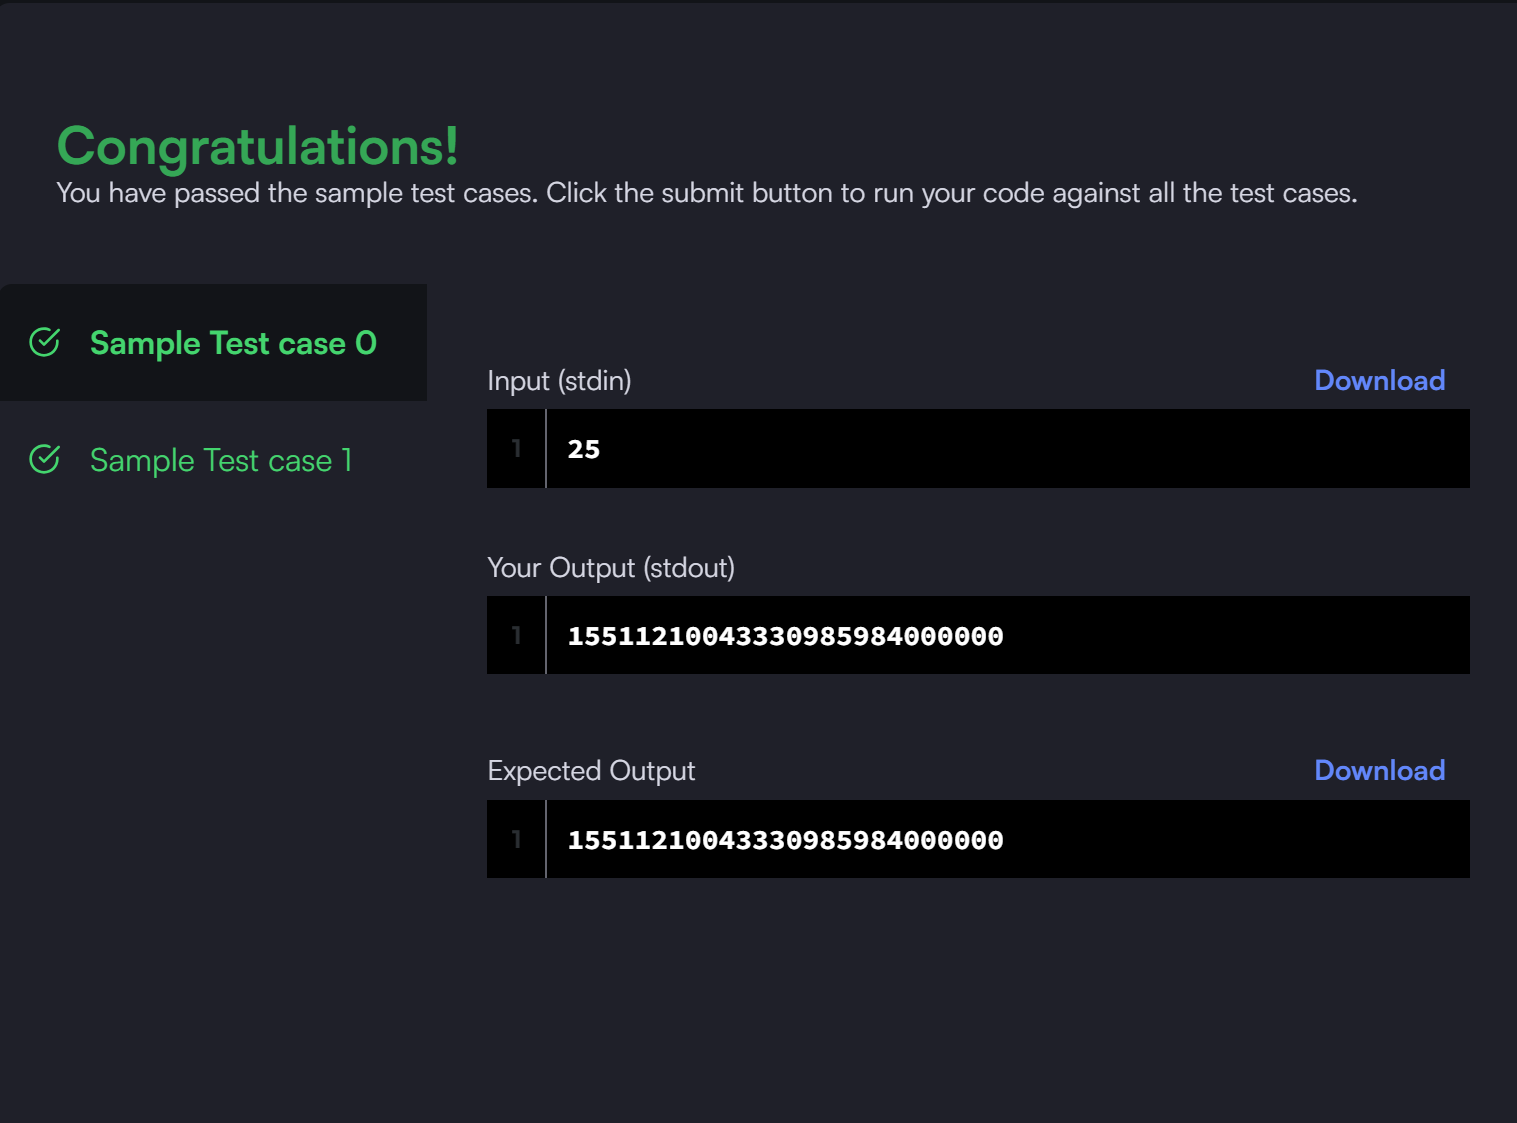 Congratulations!
You have passed the sample test cases. Click the submit button to run your code against all the test cases.
Sample Test case 0
Sample Test case 1
Input (stdin)
Download
1
25
Your Output (stdout)
1
15511210043330985984000000
Expected Output
Download
1
15511210043330985984000000